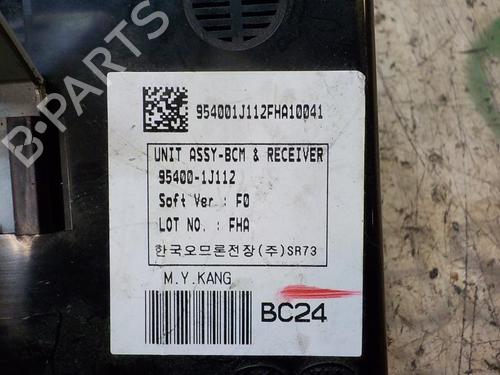 954001J112FHA10041
UNIT ASSY-BCM & RECEIVER
95400-1J112
Soft Ver : F0
LOT NO. : FHA
한국오므론전장(주)SR73
M.Y.KANG
BC24
B-PARTS